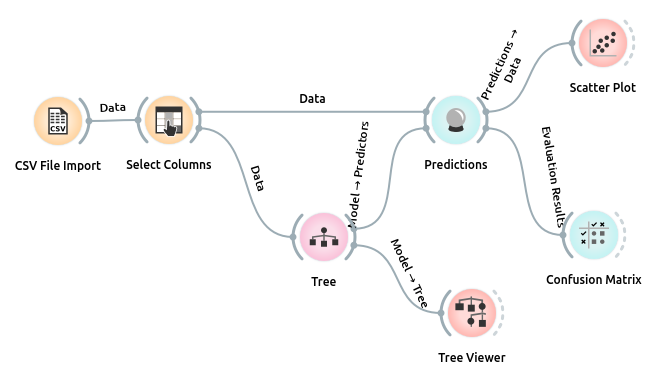 Predictions →
Data
Scatter Plot
Data
Data
CSV
CSV File Import
Select Columns
Predictions
Model → Predictors
Evaluation Results
Data
Tree
Model → Tree
Confusion Matrix
Tree Viewer